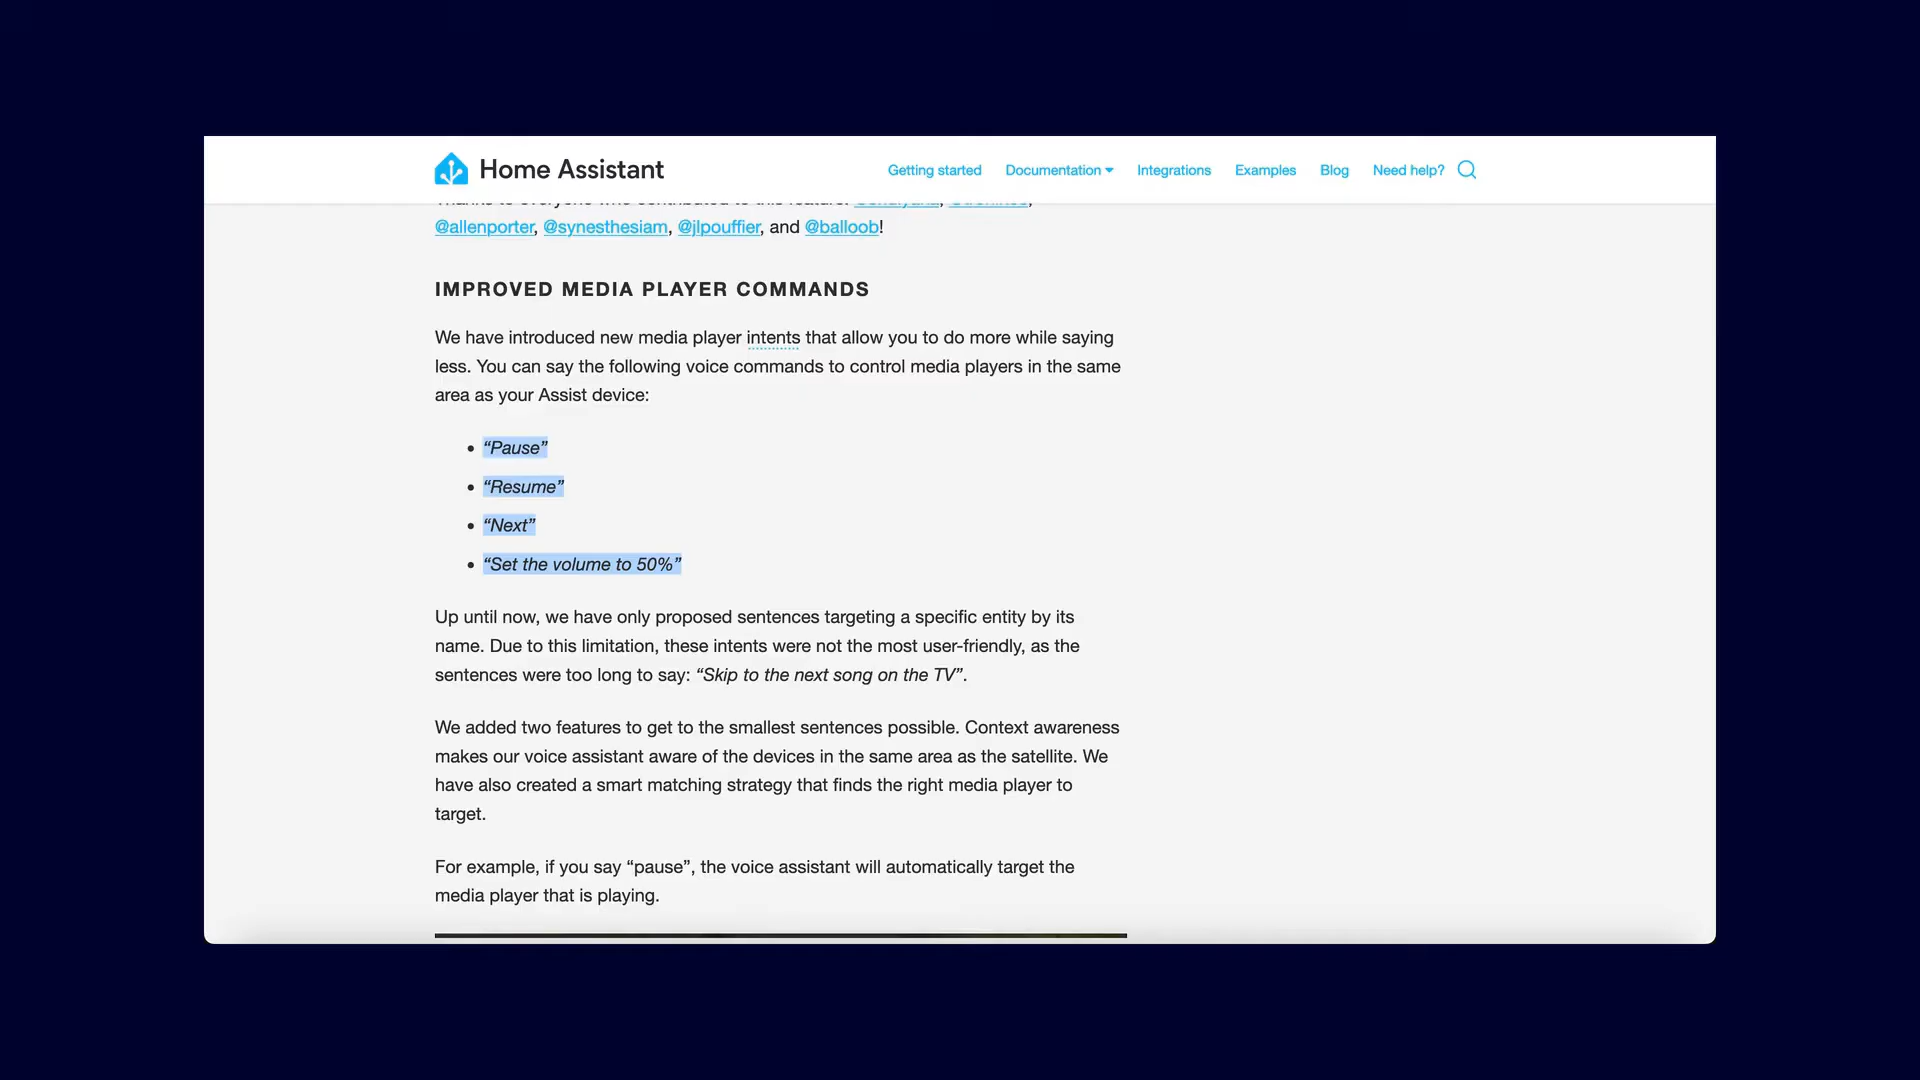 Home Assistant
Getting started Documentation Integrations Examples Blog Need help?
Thanks to everyone who contributed to this feature:
@allenporter, @synesthesiam, @jlpouffier, and @balloob!
IMPROVED MEDIA PLAYER COMMANDS
We have introduced new media player intents that allow you to do more while saying
less. You can say the following voice commands to control media players in the same
area as your Assist device:
• “Pause”
• “Resume”
• “Next”
• “Set the volume to 50%”
Up until now, we have only proposed sentences targeting a specific entity by its
name. Due to this limitation, these intents were not the most user-friendly, as the
sentences were too long to say: “Skip to the next song on the TV”.
We added two features to get to the smallest sentences possible. Context awareness
makes our voice assistant aware of the devices in the same area as the satellite. We
have also created a smart matching strategy that finds the right media player to
target.
For example, if you say “pause”, the voice assistant will automatically target the
media player that is playing.